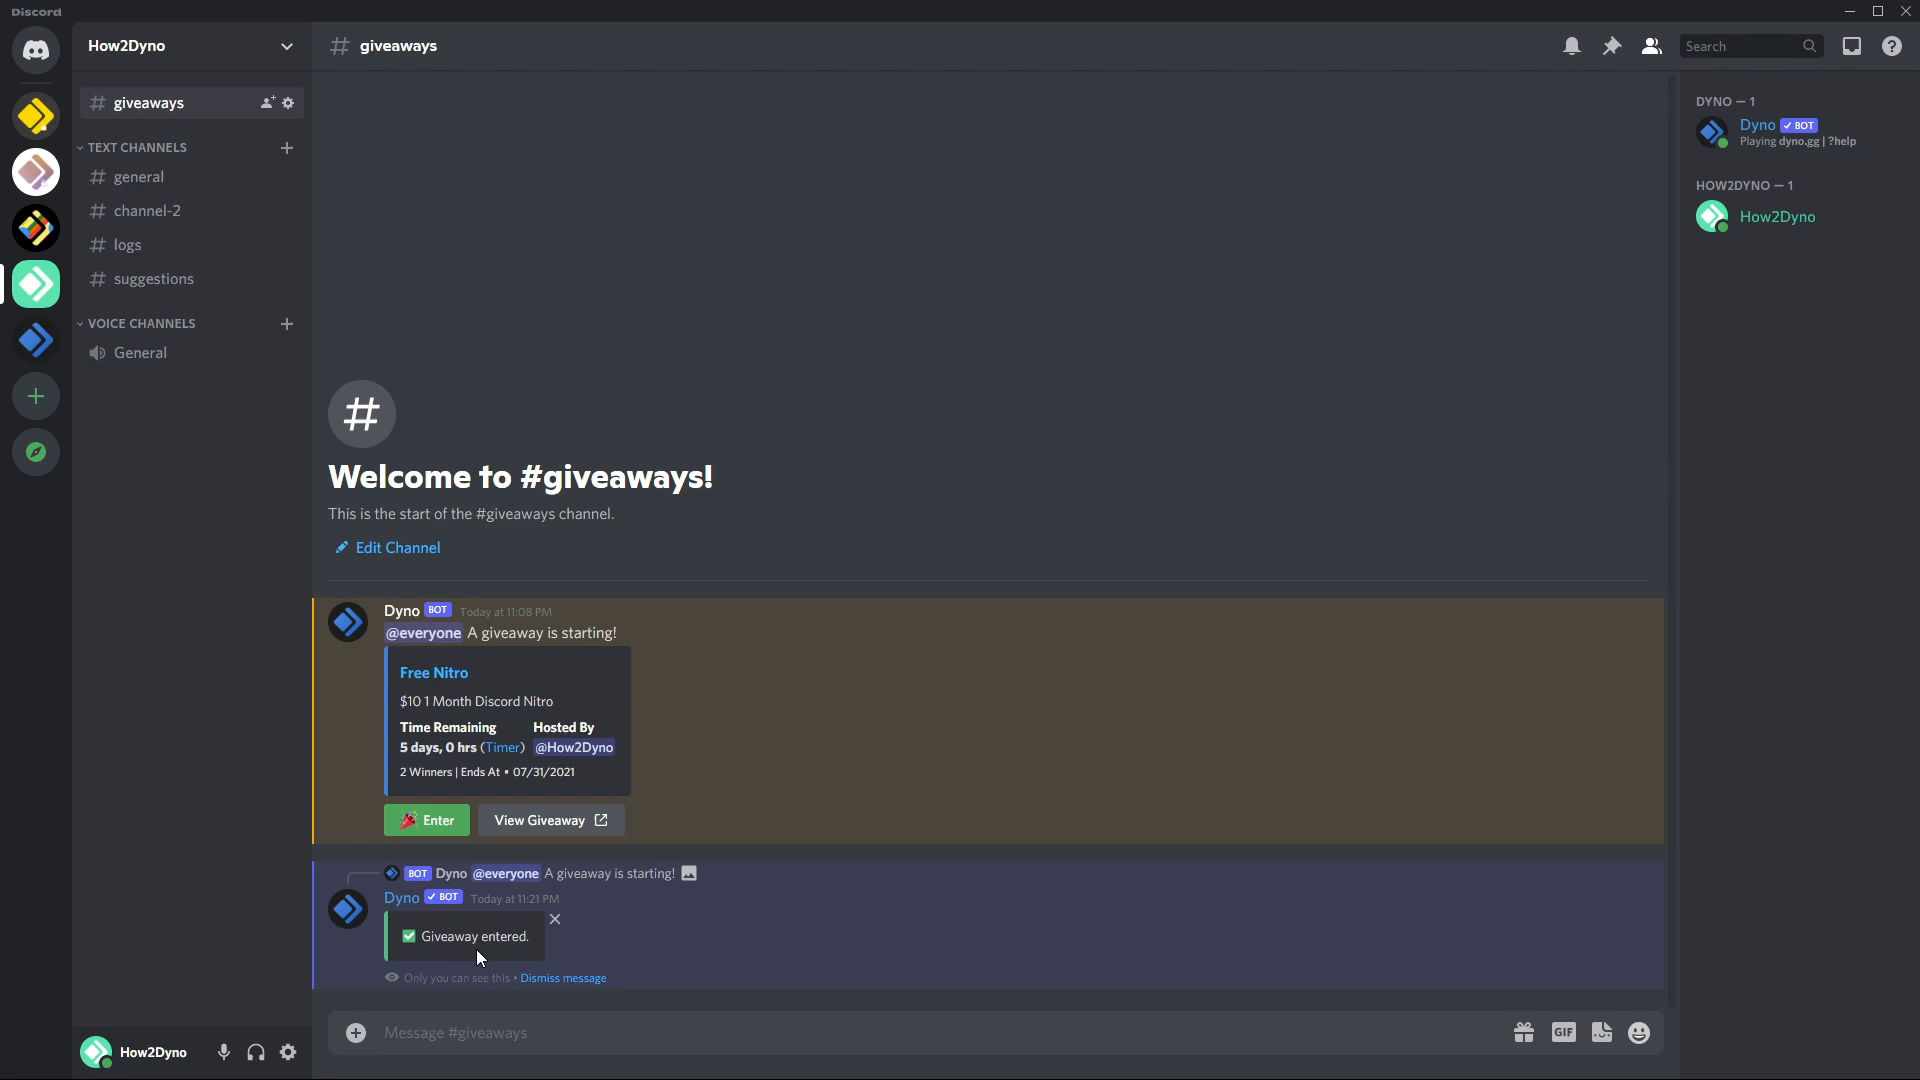 Discord
How2Dyno
# giveaways
Search
# giveaways
TEXT CHANNELS
# general
# channel-2
# logs
# suggestions
VOICE CHANNELS
General
How2Dyno
#
Welcome to #giveaways!
This is the start of the #giveaways channel.
Edit Channel
Dyno BOT Today at 11:08 PM
@everyone A giveaway is starting!
Free Nitro
$10 1 Month Discord Nitro
Time Remaining Hosted By
5 days, 0 hrs (Timer) @How2Dyno
2 Winners | Ends At • 07/31/2021
🎉 Enter View Giveaway
BOT Dyno @everyone A giveaway is starting!
Dyno ✓ BOT Today at 11:21 PM
✅ Giveaway entered.
Only you can see this • Dismiss message
Message #giveaways
GIF
DYNO — 1
Dyno ✓ BOT
Playing dyno.gg | ?help
HOW2DYNO — 1
How2Dyno